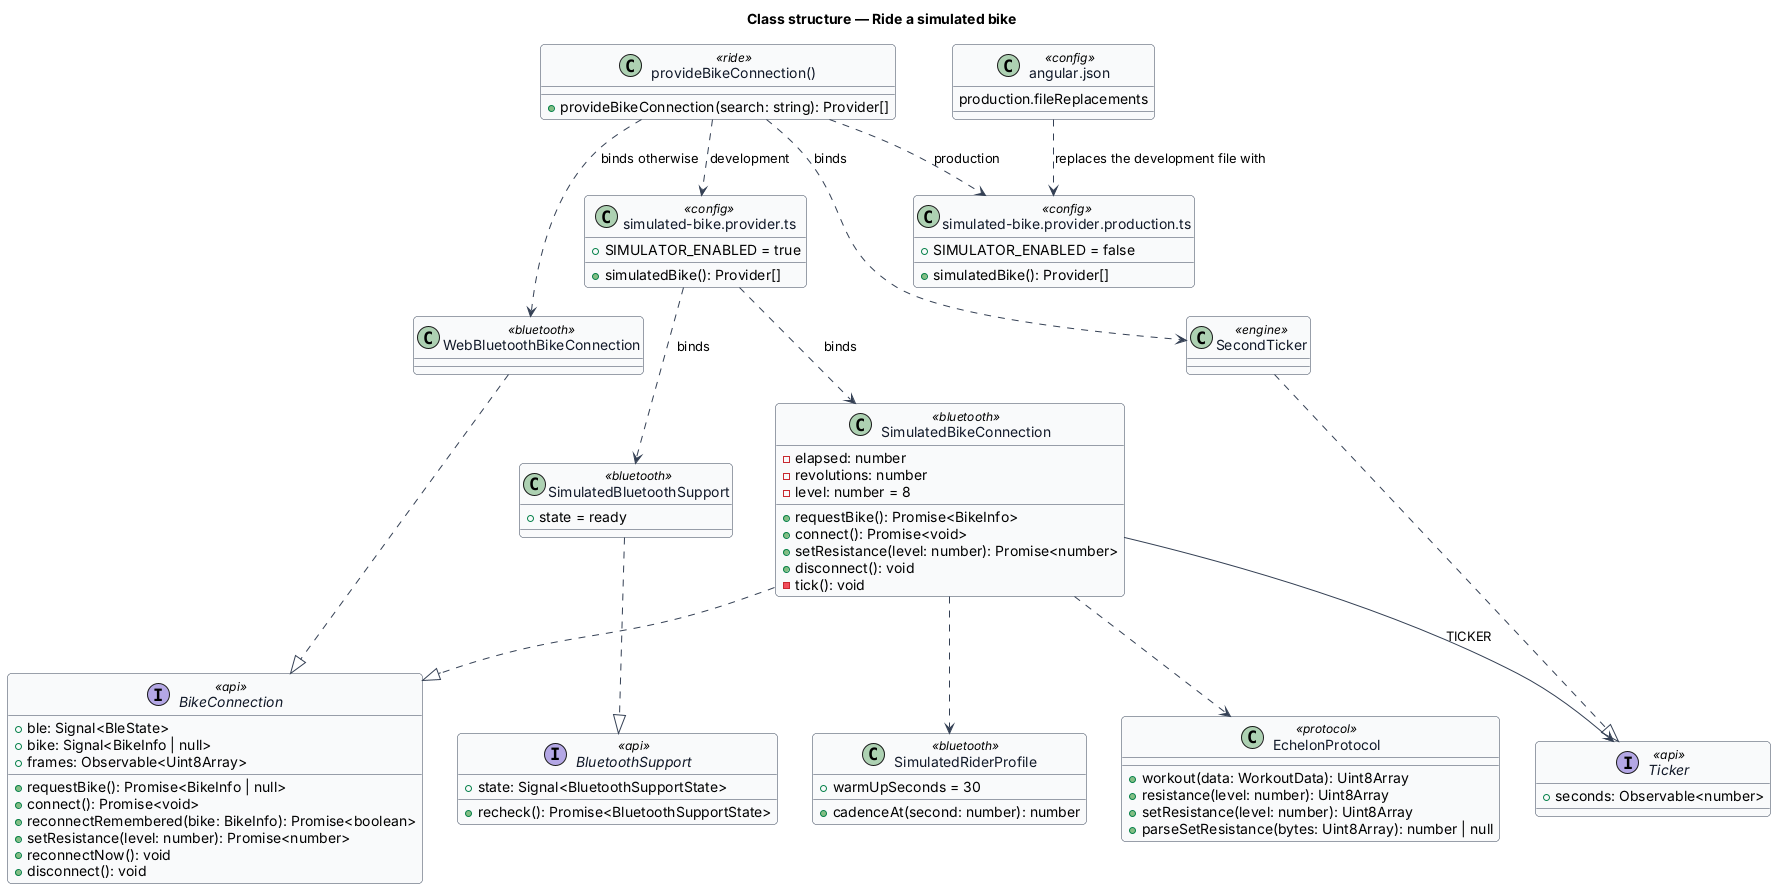 Class structure — Ride a simulated bike
C
«ride»
provideBikeConnection()
provideBikeConnection(search: string): Provider[]
C
«config»
angular.json
production.fileReplacements
binds otherwise
development
binds
production
replaces the development file with
C
«config»
simulated-bike.provider.ts
SIMULATOR_ENABLED = true
simulatedBike(): Provider[]
C
«config»
simulated-bike.provider.production.ts
SIMULATOR_ENABLED = false
simulatedBike(): Provider[]
C
«bluetooth»
WebBluetoothBikeConnection
binds
binds
C
«engine»
SecondTicker
C
«bluetooth»
SimulatedBluetoothSupport
state = ready
C
«bluetooth»
SimulatedBikeConnection
elapsed: number
revolutions: number
level: number = 8
requestBike(): Promise<BikeInfo>
connect(): Promise<void>
setResistance(level: number): Promise<number>
disconnect(): void
tick(): void
TICKER
I
«api»
BikeConnection
ble: Signal<BleState>
bike: Signal<BikeInfo | null>
frames: Observable<Uint8Array>
requestBike(): Promise<BikeInfo | null>
connect(): Promise<void>
reconnectRemembered(bike: BikeInfo): Promise<boolean>
setResistance(level: number): Promise<number>
reconnectNow(): void
disconnect(): void
I
«api»
BluetoothSupport
state: Signal<BluetoothSupportState>
recheck(): Promise<BluetoothSupportState>
C
«bluetooth»
SimulatedRiderProfile
warmUpSeconds = 30
cadenceAt(second: number): number
C
«protocol»
EchelonProtocol
workout(data: WorkoutData): Uint8Array
resistance(level: number): Uint8Array
setResistance(level: number): Uint8Array
parseSetResistance(bytes: Uint8Array): number | null
I
«api»
Ticker
seconds: Observable<number>